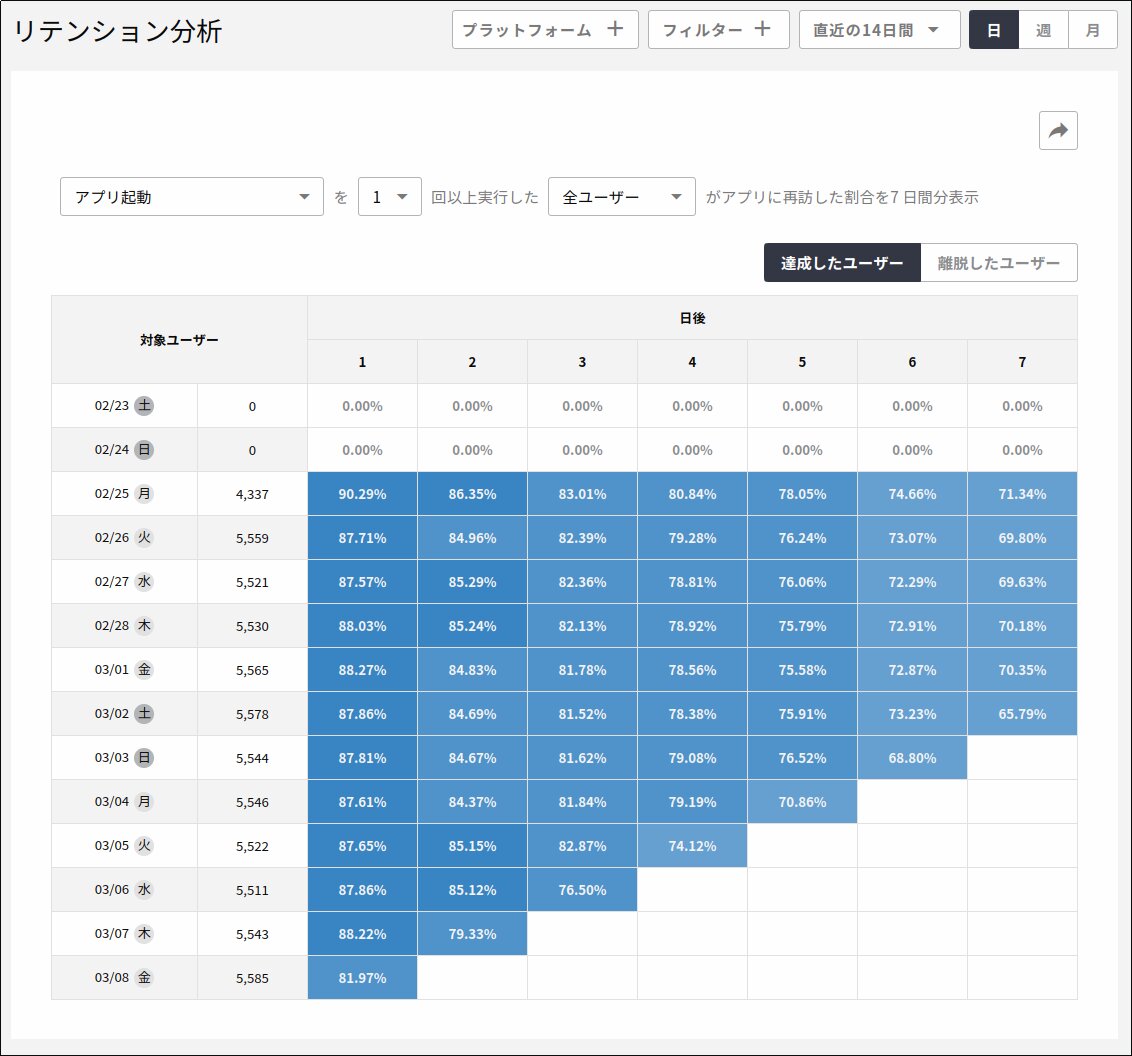 リテンション分析 プラットフォーム + フィルター + 直近の14日間 日 週 月
アプリ起動 を 1 回以上実行した 全ユーザー がアプリに再訪した割合を7 日間分表示
達成したユーザー 離脱したユーザー
対象ユーザー 日後
1 2 3 4 5 6 7
02/23 土 0 0.00% 0.00% 0.00% 0.00% 0.00% 0.00% 0.00%
02/24 日 0 0.00% 0.00% 0.00% 0.00% 0.00% 0.00% 0.00%
02/25 月 4,337 90.29% 86.35% 83.01% 80.84% 78.05% 74.66% 71.34%
02/26 火 5,559 87.71% 84.96% 82.39% 79.28% 76.24% 73.07% 69.80%
02/27 水 5,521 87.57% 85.29% 82.36% 78.81% 76.06% 72.29% 69.63%
02/28 木 5,530 88.03% 85.24% 82.13% 78.92% 75.79% 72.91% 70.18%
03/01 金 5,565 88.27% 84.83% 81.78% 78.56% 75.58% 72.87% 70.35%
03/02 土 5,578 87.86% 84.69% 81.52% 78.38% 75.91% 73.23% 65.79%
03/03 日 5,544 87.81% 84.67% 81.62% 79.08% 76.52% 68.80%
03/04 月 5,546 87.61% 84.37% 81.84% 79.19% 70.86%
03/05 火 5,522 87.65% 85.15% 82.87% 74.12%
03/06 水 5,511 87.86% 85.12% 76.50%
03/07 木 5,543 88.22% 79.33%
03/08 金 5,585 81.97%